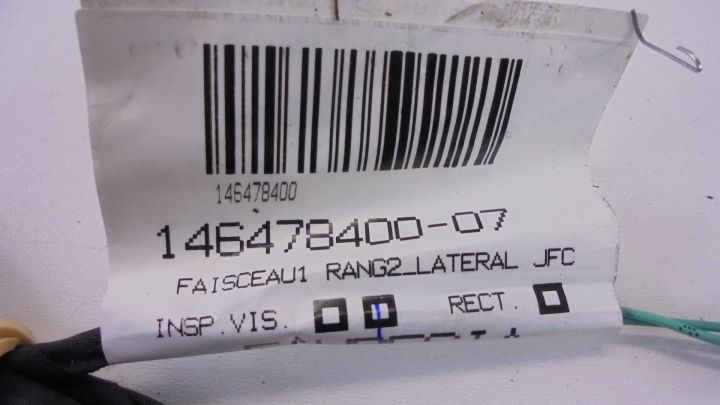 146478400
146478400-07
FAISCEAU1 RANG2_LATERAL JFC
INSP.VIS. RECT.